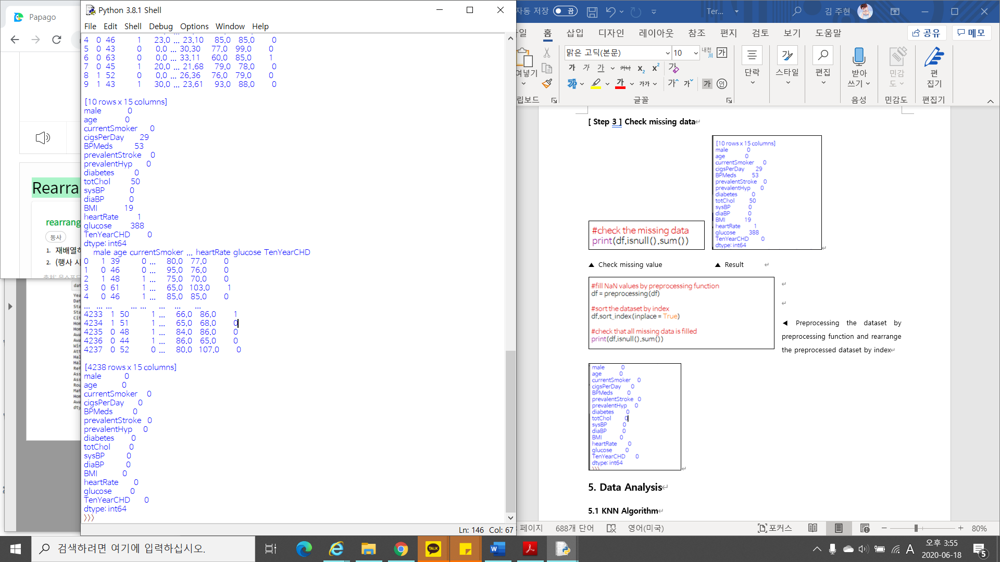 Papago
Rearra
rearrang
동사
1. 재배열하
2. (행사 시
Python 3.8.1 Shell
File Edit Shell Debug Options Window Help
4 0 46 1 23.0 ... 23.10 85.0 85.0 0
5 0 43 0 0.0 ... 30.30 77.0 99.0 0
6 0 63 0 0.0 ... 33.11 60.0 85.0 1
7 0 45 1 20.0 ... 21.68 79.0 78.0 0
8 1 52 0 0.0 ... 26.36 76.0 79.0 0
9 1 43 1 30.0 ... 23.61 93.0 88.0 0
[10 rows x 15 columns]
male 0
age 0
currentSmoker 0
cigsPerDay 29
BPMeds 53
prevalentStroke 0
prevalentHyp 0
diabetes 0
totChol 50
sysBP 0
diaBP 0
BMI 19
heartRate 1
glucose 388
TenYearCHD 0
dtype: int64
male age currentSmoker ... heartRate glucose TenYearCHD
0 1 39 0 ... 80.0 77.0 0
1 0 46 0 ... 95.0 76.0 0
2 1 48 1 ... 75.0 70.0 0
3 0 61 1 ... 65.0 103.0 1
4 0 46 1 ... 85.0 85.0 0
... ... ... ... ... ... ... ...
4233 1 50 1 ... 66.0 86.0 1
4234 1 51 1 ... 65.0 68.0 0
4235 0 48 1 ... 84.0 86.0 0
4236 0 44 1 ... 86.0 65.0 0
4237 0 52 0 ... 80.0 107.0 0
[4238 rows x 15 columns]
male 0
age 0
currentSmoker 0
cigsPerDay 0
BPMeds 0
prevalentStroke 0
prevalentHyp 0
diabetes 0
totChol 0
sysBP 0
diaBP 0
BMI 0
heartRate 0
glucose 0
TenYearCHD 0
dtype: int64
>>>
Ln: 146 Col: 67
자동 저장 끔 Ter... 김 주현
일 홈 삽입 디자인 레이아웃 참조 편지 검토 보기 도움말 공유 메모
맑은 고딕(본문) 10
여넣기
립보드 글꼴
단락
스타일
편집
받아
쓰기
음성
민감
도
민감도
편
집기
편집기
[ Step 3 ] Check missing data
#check the missing data
print(df.isnull().sum())
[10 rows x 15 columns]
male 0
age 0
currentSmoker 0
cigsPerDay 29
BPMeds 53
prevalentStroke 0
prevalentHyp 0
diabetes 0
totChol 50
sysBP 0
diaBP 0
BMI 19
heartRate 1
glucose 388
TenYearCHD 0
dtype: int64
▲ Check missing value ▲ Result
#fill NaN values by preprocessing function
df = preprocessing(df)
#sort the dataset by index
df.sort_index(inplace = True)
#check that all missing data is filled
print(df.isnull().sum())
◀ Preprocessing the dataset by
preprocessing function and rearrange
the preprocessed dataset by index
male 0
age 0
currentSmoker 0
cigsPerDay 0
BPMeds 0
prevalentStroke 0
prevalentHyp 0
diabetes 0
totChol 0
sysBP 0
diaBP 0
BMI 0
heartRate 0
glucose 0
TenYearCHD 0
dtype: int64
5. Data Analysis
5.1 KNN Algorithm
페이지 688개 단어 영어(미국) 포커스 80%
검색하려면 여기에 입력하십시오.
TALK
A 오후 3:55
2020-06-18
5